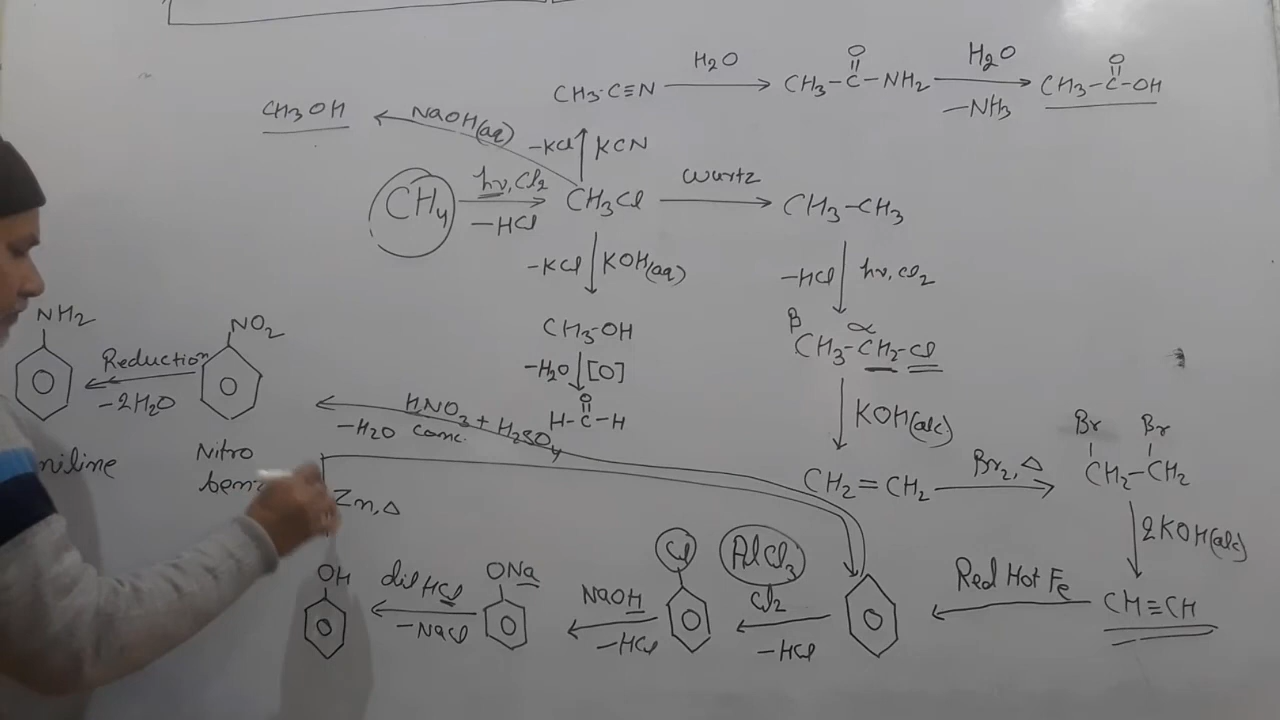 H₂O
H₂O
CH₃-C≡N
CH₃-C-NH₂
O
-NH₃
CH₃-C-OH
O
CH₃OH
NaOH(aq)
-KCl
KCN
CH₄
hν, Cl₂
-HCl
CH₃Cl
Wurtz
CH₃-CH₃
-KCl
KOH(aq)
-HCl
hν, Cl₂
CH₃-OH
β
α
CH₃-CH₂-Cl
-H₂O
[O]
O
H-C-H
KOH(alc)
NH₂
Reduction
-2H₂O
NO₂
HNO₃ + H₂SO₄
-H₂O conc.
niline
Nitro
benz
Zn, Δ
CH₂=CH₂
Br₂, Δ
Br
Br
CH₂-CH₂
2KOH(alc)
CH≡CH
Red Hot Fe
AlCl₃
Cl₂
-HCl
Cl
NaOH
-HCl
ONa
dil HCl
-NaCl
OH